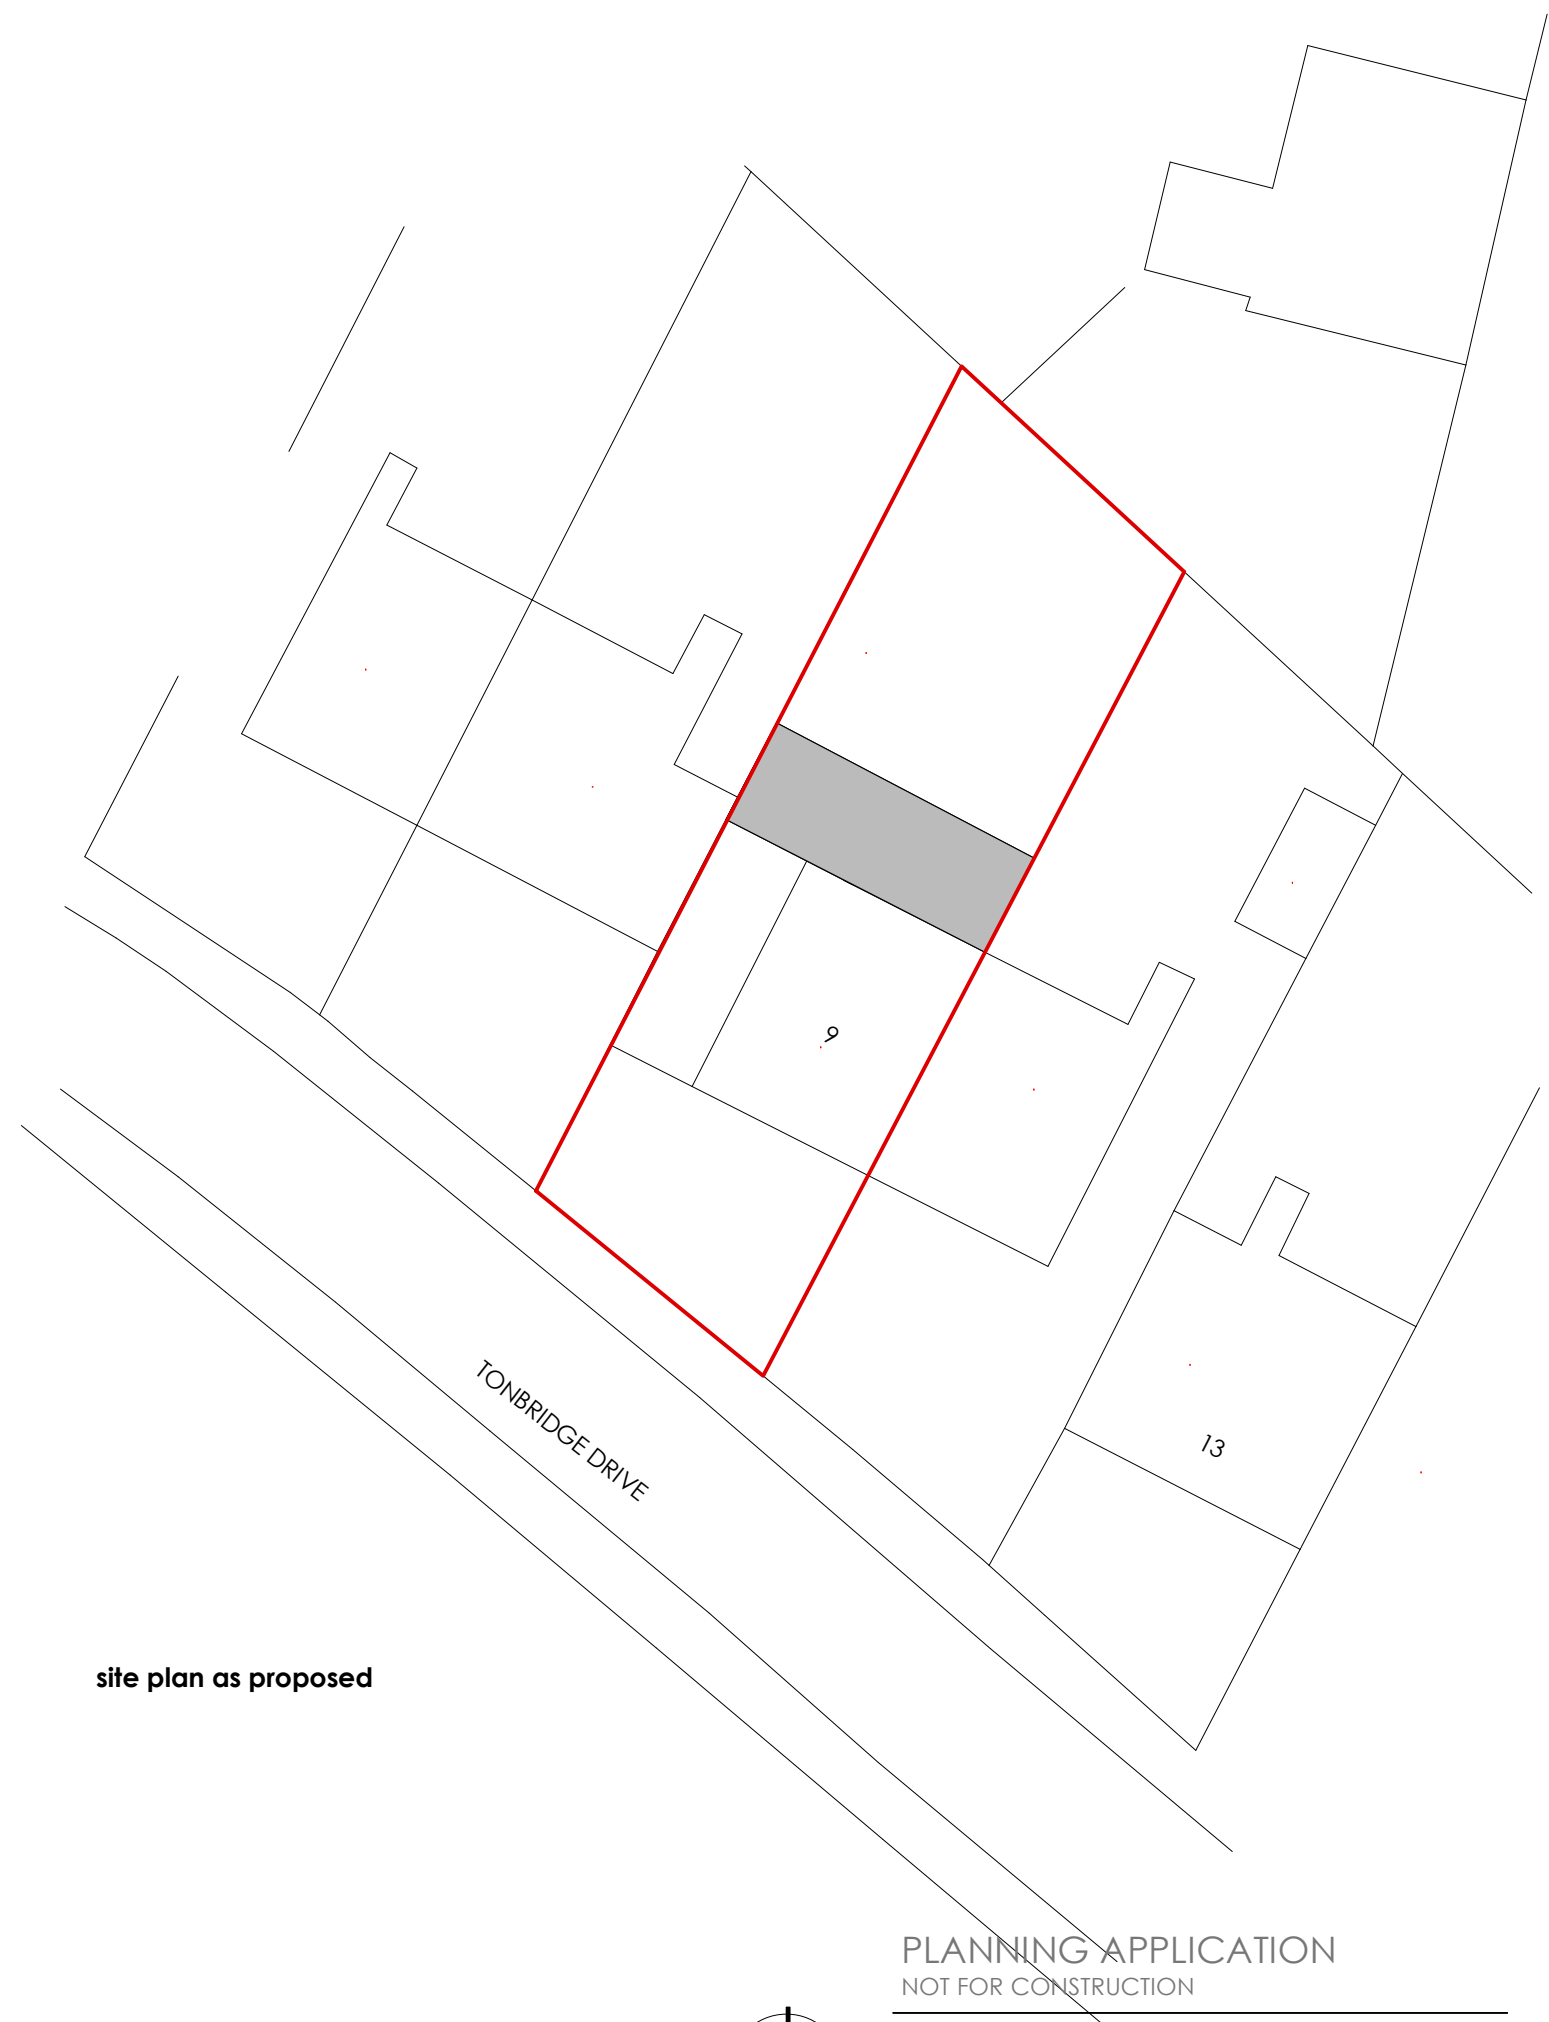 9
TONBRIDGE DRIVE
13
site plan as proposed
PLANNING APPLICATION
NOT FOR CONSTRUCTION